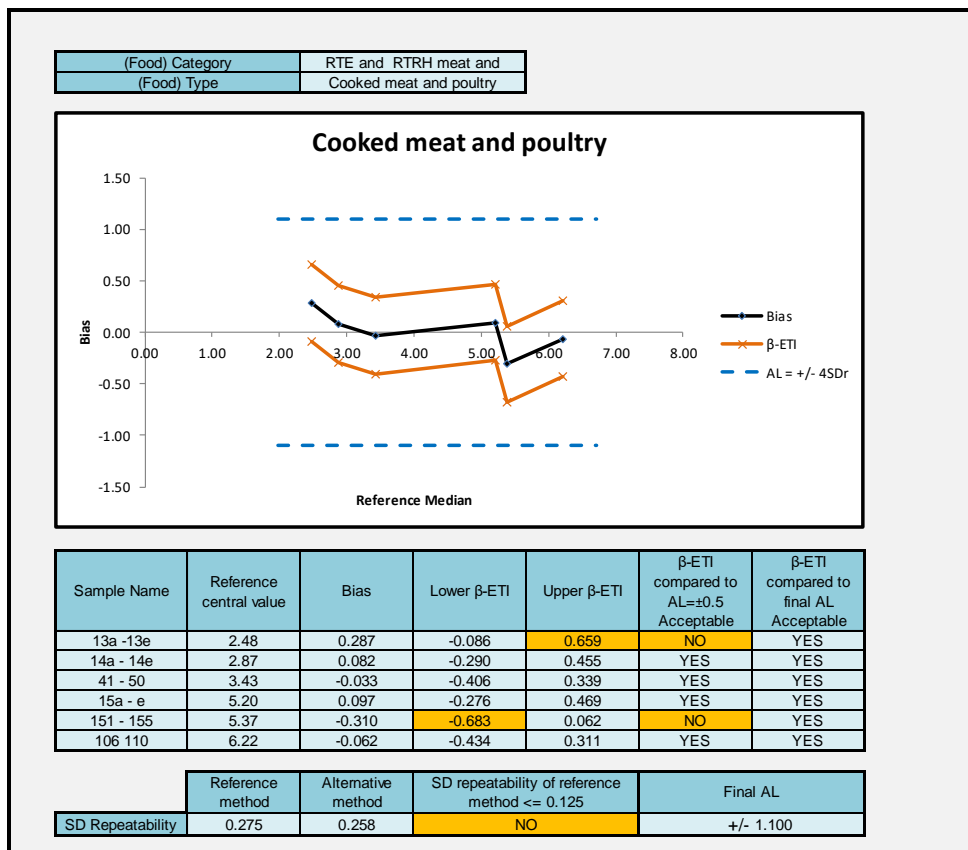 (Food) Category RTE and RTRH meat and
(Food) Type Cooked meat and poultry
Cooked meat and poultry
1.50
1.00
0.50
0.00
-0.50
-1.00
-1.50
0.00 1.00 2.00 3.00 4.00 5.00 6.00 7.00 8.00
Bias
Reference Median
Bias
β-ETI
AL = +/- 4SDr
Sample Name Reference central value Bias Lower β-ETI Upper β-ETI β-ETI compared to AL=±0.5 Acceptable β-ETI compared to final AL Acceptable
13a -13e 2.48 0.287 -0.086 0.659 NO YES
14a - 14e 2.87 0.082 -0.290 0.455 YES YES
41 - 50 3.43 -0.033 -0.406 0.339 YES YES
15a - e 5.20 0.097 -0.276 0.469 YES YES
151 - 155 5.37 -0.310 -0.683 0.062 NO YES
106 110 6.22 -0.062 -0.434 0.311 YES YES
Reference method Alternative method SD repeatability of reference method <= 0.125 Final AL
SD Repeatability 0.275 0.258 NO +/- 1.100